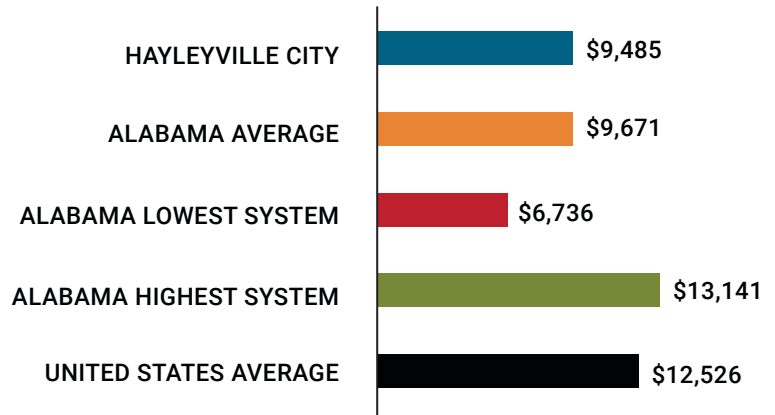 HAYLEYVILLE CITY $9,485
ALABAMA AVERAGE $9,671
ALABAMA LOWEST SYSTEM $6,736
ALABAMA HIGHEST SYSTEM $13,141
UNITED STATES AVERAGE $12,526